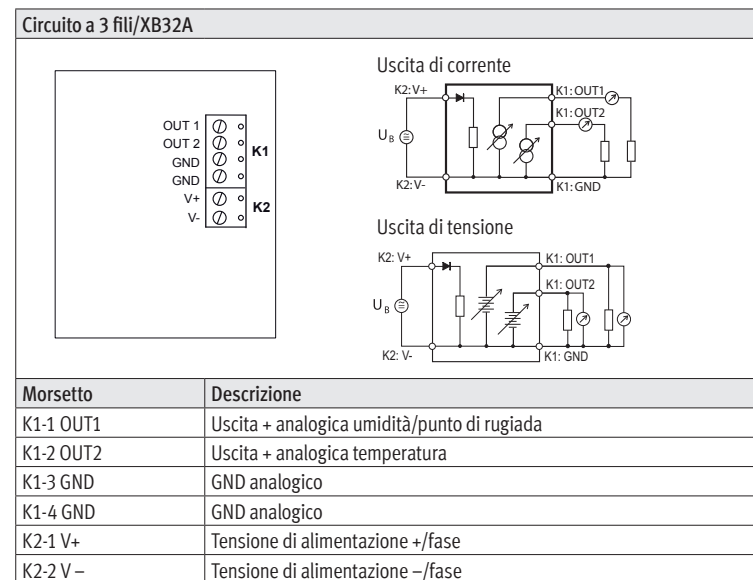 Circuito a 3 fili/XB32A
OUT 1
OUT 2
GND
GND
K1
V+
V-
K2
Uscita di corrente
K2:V+
K1:OUT1
K1:OUT2
UB
K2:V-
K1:GND
Uscita di tensione
K2: V+
K1: OUT1
K1: OUT2
UB
K2: V-
K1: GND
Morsetto Descrizione
K1-1 OUT1 Uscita + analogica umidità/punto di rugiada
K1-2 OUT2 Uscita + analogica temperatura
K1-3 GND GND analogico
K1-4 GND GND analogico
K2-1 V+ Tensione di alimentazione +/fase
K2-2 V – Tensione di alimentazione –/fase